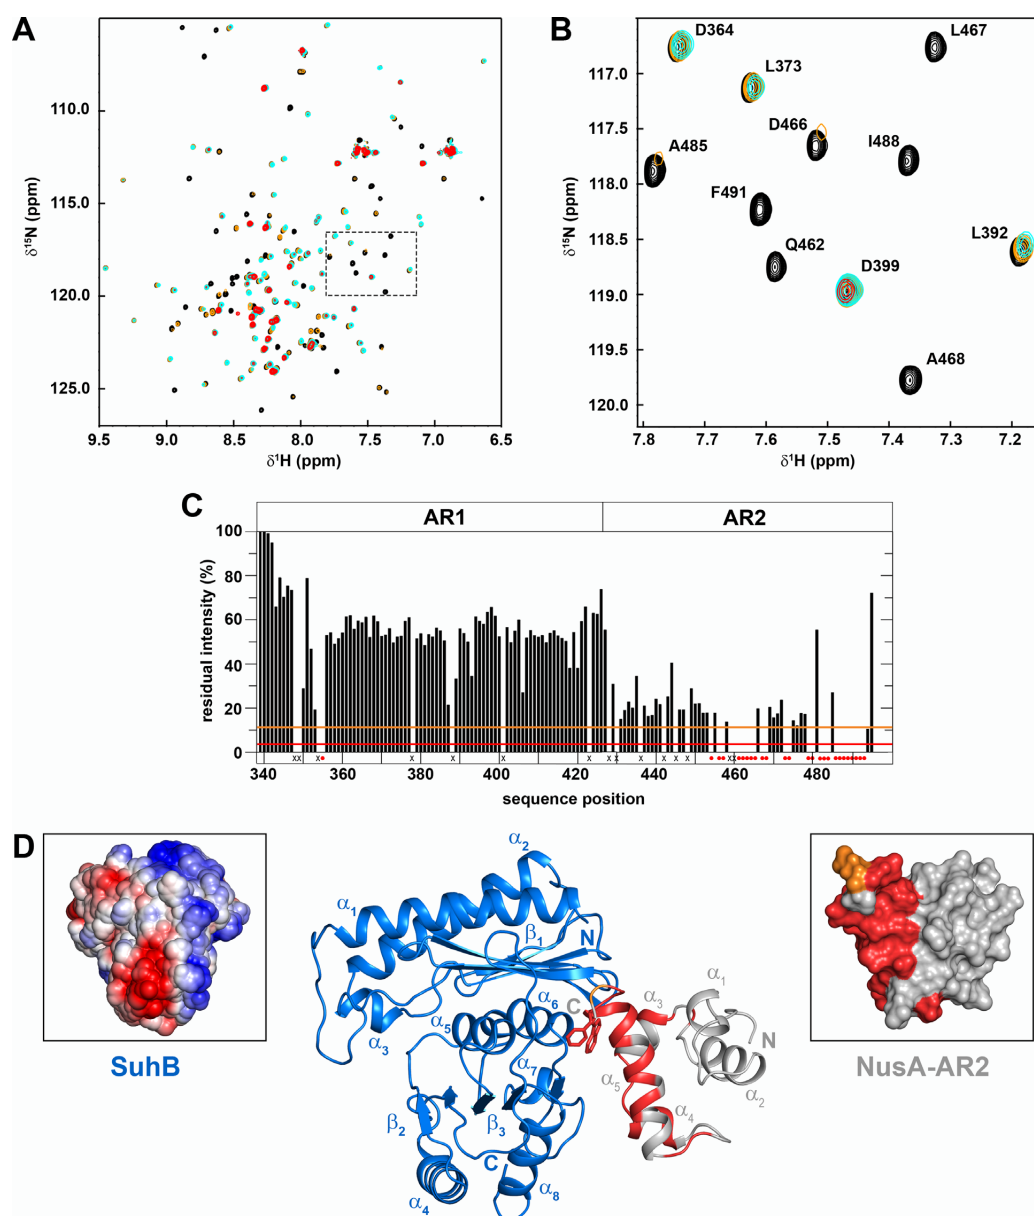 A
B
110.0
115.0
120.0
125.0
δ15N (ppm)
9.5 9.0 8.5 8.0 7.5 7.0 6.5
δ1H (ppm)
117.0
117.5
118.0
118.5
119.0
119.5
120.0
δ15N (ppm)
D364
L467
L373
D466
A485
I488
F491
L392
Q462
D399
A468
7.8 7.7 7.6 7.5 7.4 7.3 7.2
δ1H (ppm)
C
AR1 AR2
100
80
60
40
20
0
residual intensity (%)
340 360 380 400 420 440 460 480
sequence position
D
SuhB
α2
α1
β1
N
α3
α5
α6
α7
β2
β3
C
α4
α8
C
α3
α1
N
α5
α4
α2
NusA-AR2